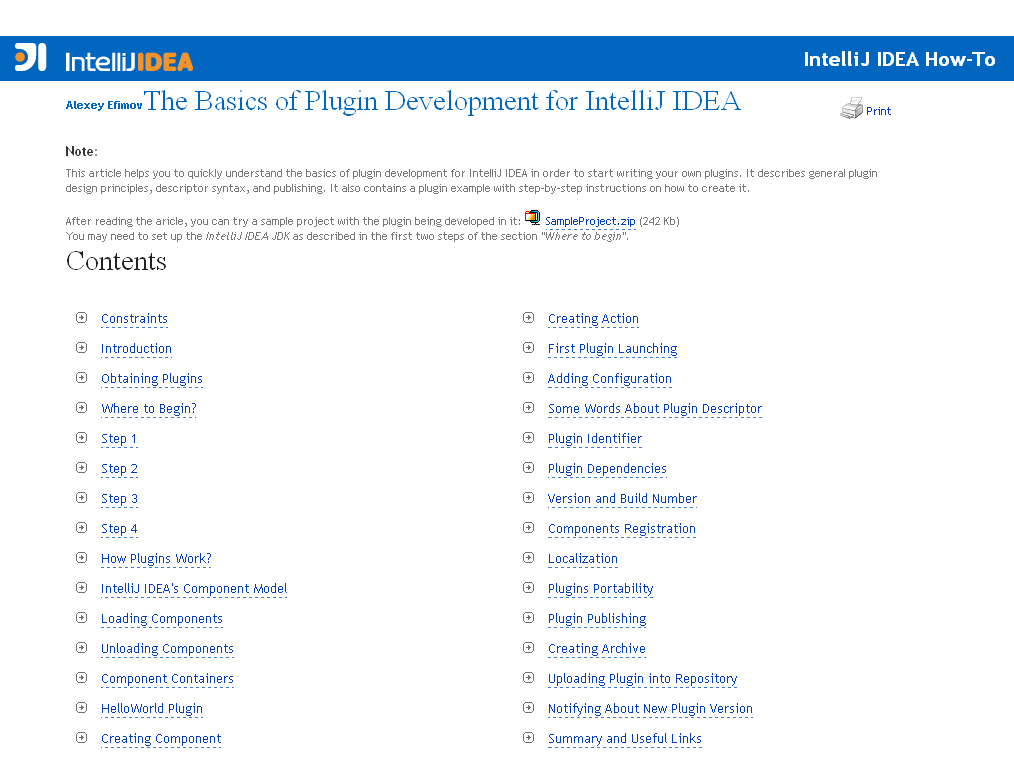 IntelliJIDEA
IntelliJ IDEA How-To
Alexey Efimov The Basics of Plugin Development for IntelliJ IDEA
Print
Note:
This article helps you to quickly understand the basics of plugin development for IntelliJ IDEA in order to start writing your own plugins. It describes general plugin
design principles, descriptor syntax, and publishing. It also contains a plugin example with step-by-step instructions on how to create it.
After reading the aricle, you can try a sample project with the plugin being developed in it: SampleProject.zip (242 Kb)
You may need to set up the IntelliJ IDEA JDK as described in the first two steps of the section "Where to begin".
Contents
Constraints
Introduction
Obtaining Plugins
Where to Begin?
Step 1
Step 2
Step 3
Step 4
How Plugins Work?
IntelliJ IDEA's Component Model
Loading Components
Unloading Components
Component Containers
HelloWorld Plugin
Creating Component
Creating Action
First Plugin Launching
Adding Configuration
Some Words About Plugin Descriptor
Plugin Identifier
Plugin Dependencies
Version and Build Number
Components Registration
Localization
Plugins Portability
Plugin Publishing
Creating Archive
Uploading Plugin into Repository
Notifying About New Plugin Version
Summary and Useful Links